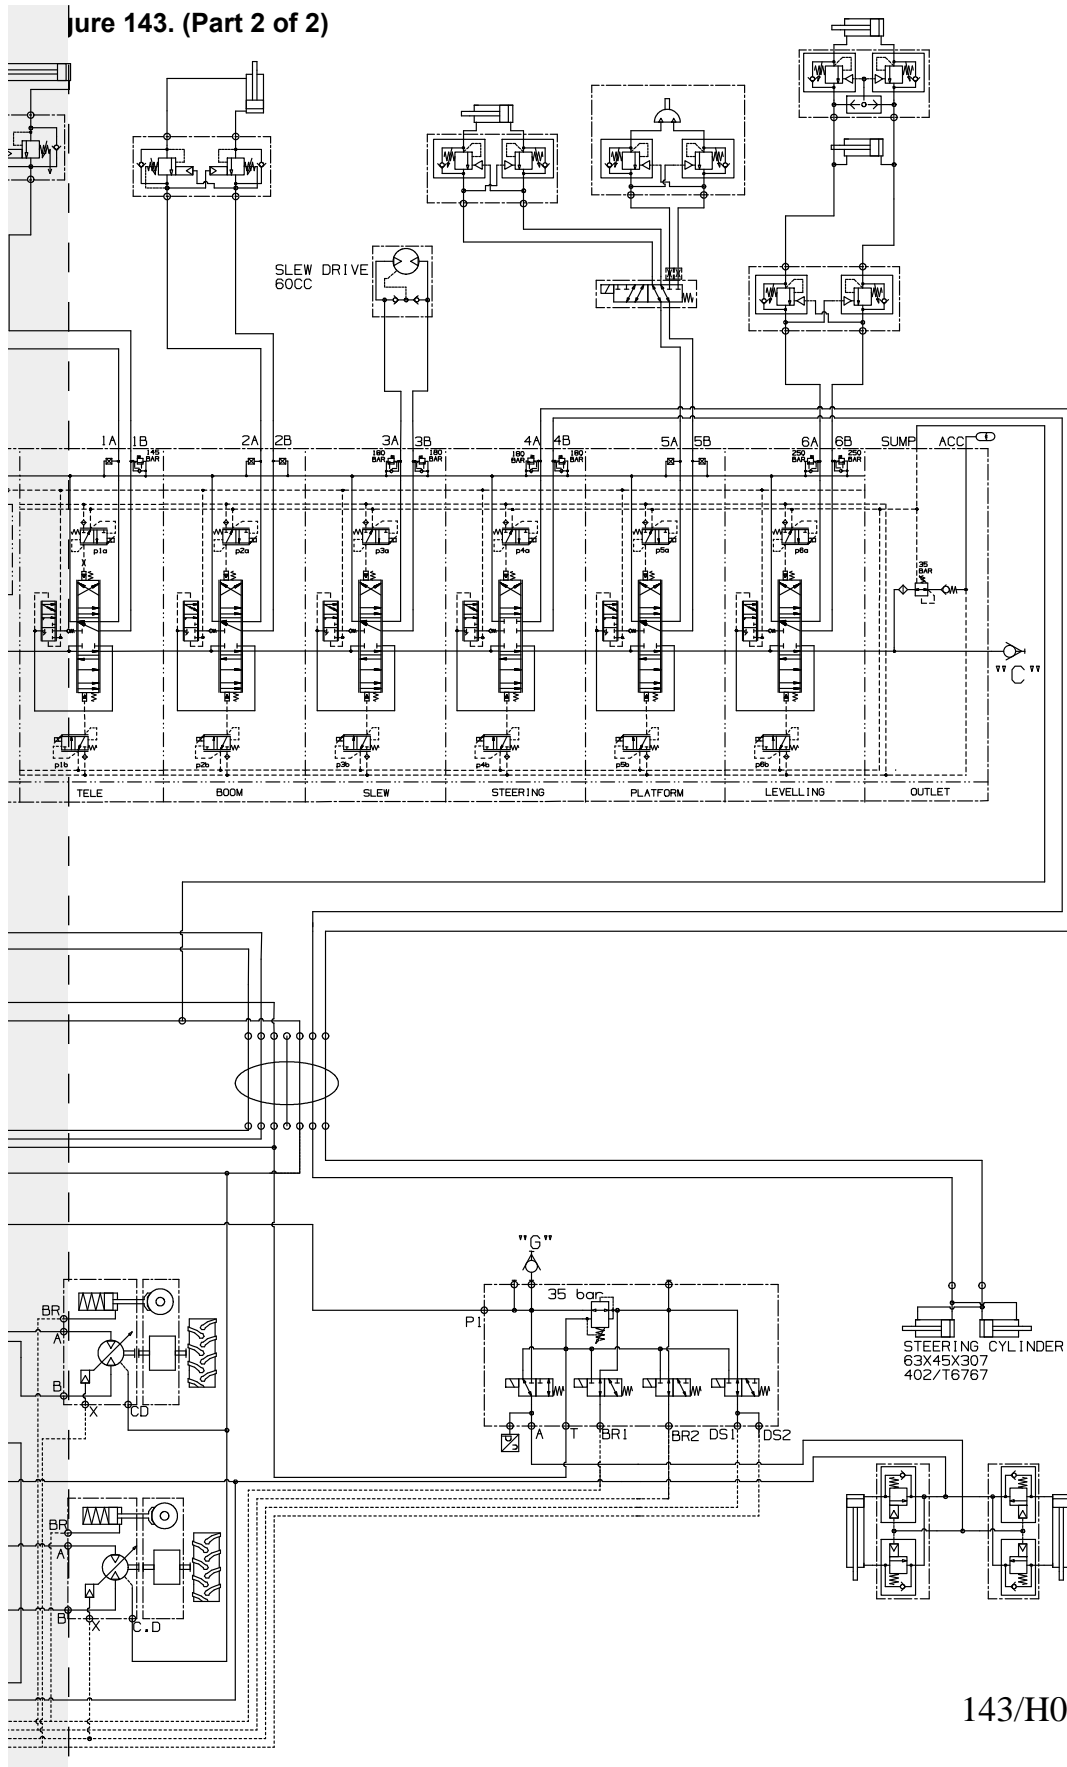 gure 143. (Part 2 of 2)
SLEW DRIVE
60CC
1A 1B 2A 2B 3A 3B 4A 4B 5A 5B 6A 6B SUMP ACC
145 BAR
180 BAR
180 BAR
180 BAR
180 BAR
250 BAR
250 BAR
p1a p2a p3a p4a p5a p6a
35
BAR
"C"
p1b p2b p3b p4b p5b p6b
TELE BOOM SLEW STEERING PLATFORM LEVELLING OUTLET
"G"
35 bar
P1
BR
A
B
X CD
STEERING CYLINDER
63X45X307
402/T6767
A T BR1 BR2 DS1 DS2
BR
A
B
X C.D
143/H0